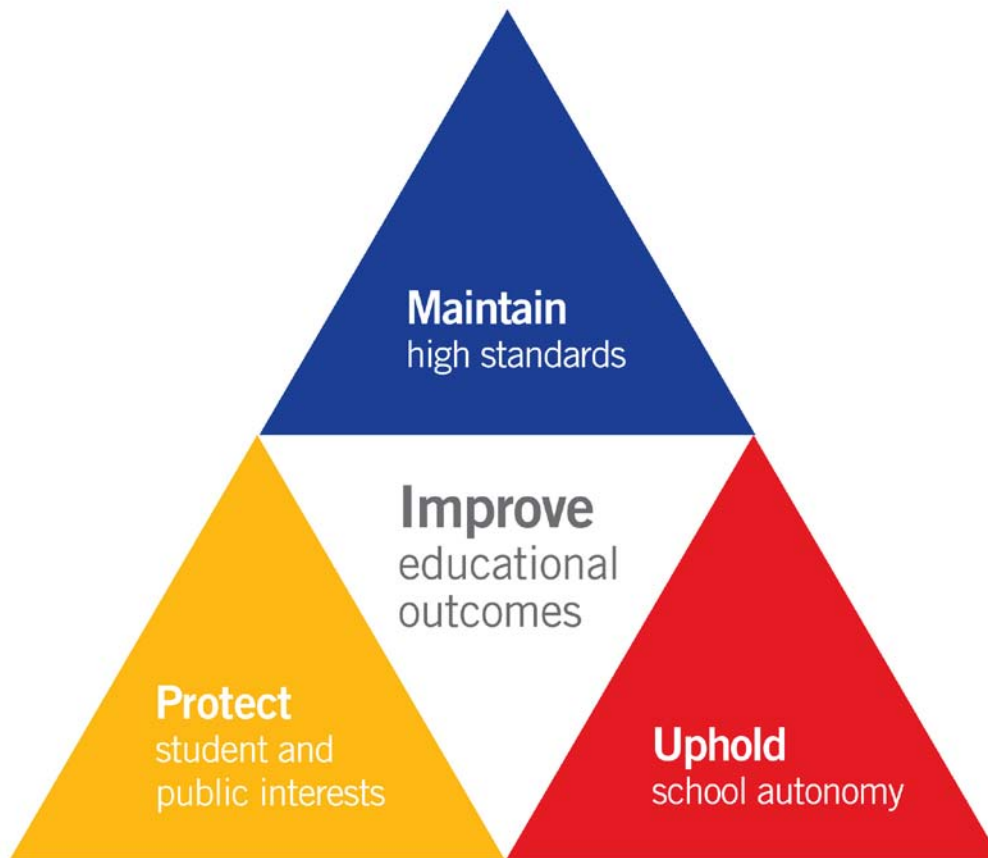 Maintain
high standards
Improve
educational
outcomes
Protect
student and
public interests
Uphold
school autonomy